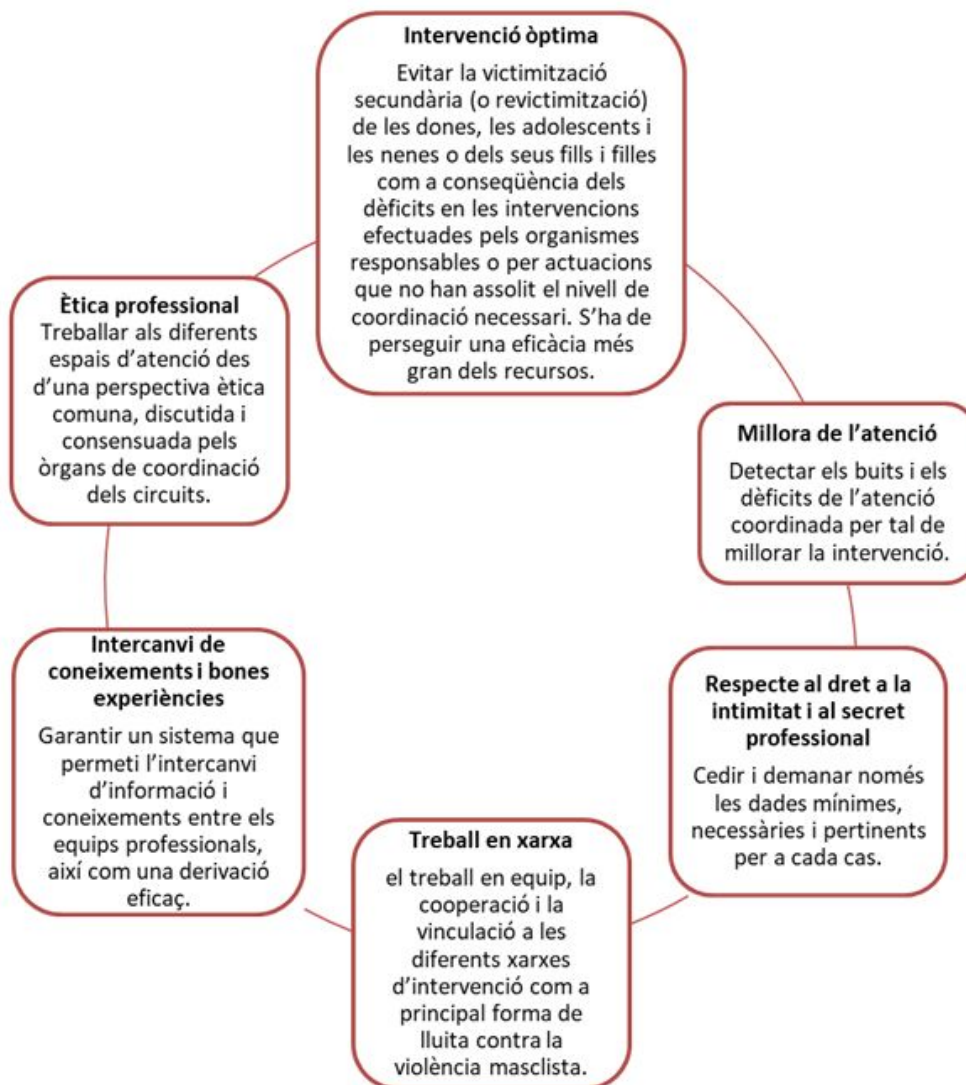 Intervenció òptima
Evitar la victimització
secundària (o revictimització)
de les dones, les adolescents i
les nenes o dels seus fills i filles
com a conseqüència dels
dèficits en les intervencions
efectuades pels organismes
responsables o per actuacions
que no han assolit el nivell de
coordinació necessari. S’ha de
perseguir una eficàcia més
gran dels recursos.
Millora de l’atenció
Detectar els buits i els
dèficits de l’atenció
coordinada per tal de
millorar la intervenció.
Respecte al dret a la
intimitat i al secret
professional
Cedir i demanar només
les dades mínimes,
necessàries i pertinents
per a cada cas.
Treball en xarxa
el treball en equip, la
cooperació i la
vinculació a les
diferents xarxes
d’intervenció com a
principal forma de
lluita contra la
violència masclista.
Intercanvi de
coneixements i bones
experiències
Garantir un sistema que
permeti l’intercanvi
d’informació i
coneixements entre els
equips professionals,
així com una derivació
eficaç.
Ètica professional
Treballar als diferents
espais d’atenció des
d’una perspectiva ètica
comuna, discutida i
consensuada pels
òrgans de coordinació
dels circuits.